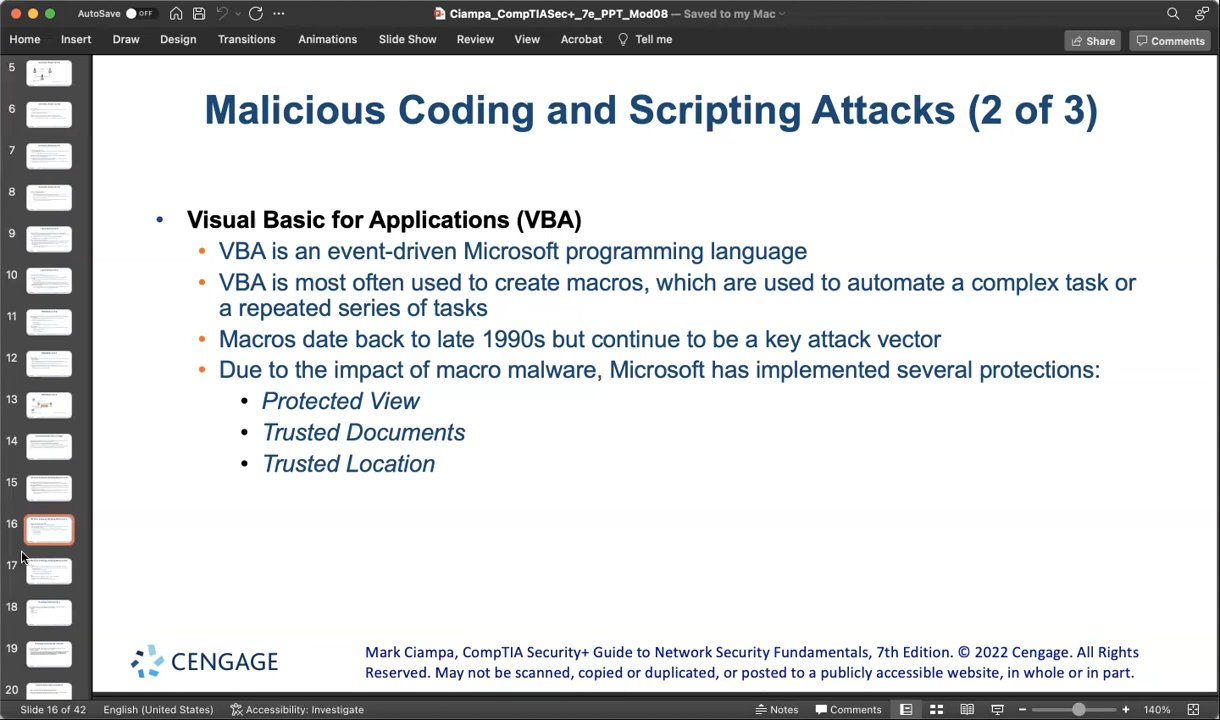 AutoSave OFF
Ciampa_CompTIASec+_7e_PPT_Mod08 — Saved to my Mac
Home Insert Draw Design Transitions Animations Slide Show Review View Acrobat Tell me Share Comments
5
6
7
8
9
10
11
12
13
14
15
16
17
18
19
20
Malicious Coding and Scripting Attacks (2 of 3)
• Visual Basic for Applications (VBA)
• VBA is an event-driven Microsoft programming language
• VBA is most often used to create macros, which are used to automate a complex task or
a repeated series of tasks
• Macros date back to late 1990s but continue to be a key attack vector
• Due to the impact of macro malware, Microsoft has implemented several protections:
• Protected View
• Trusted Documents
• Trusted Location
CENGAGE
Mark Ciampa, CompTIA Security+ Guide to Network Security Fundamentals, 7th Edition. © 2022 Cengage. All Rights
Reserved. May not be scanned, copied or duplicated, or posted to a publicly accessible website, in whole or in part.
Slide 16 of 42 English (United States) Accessibility: Investigate Notes Comments 140%